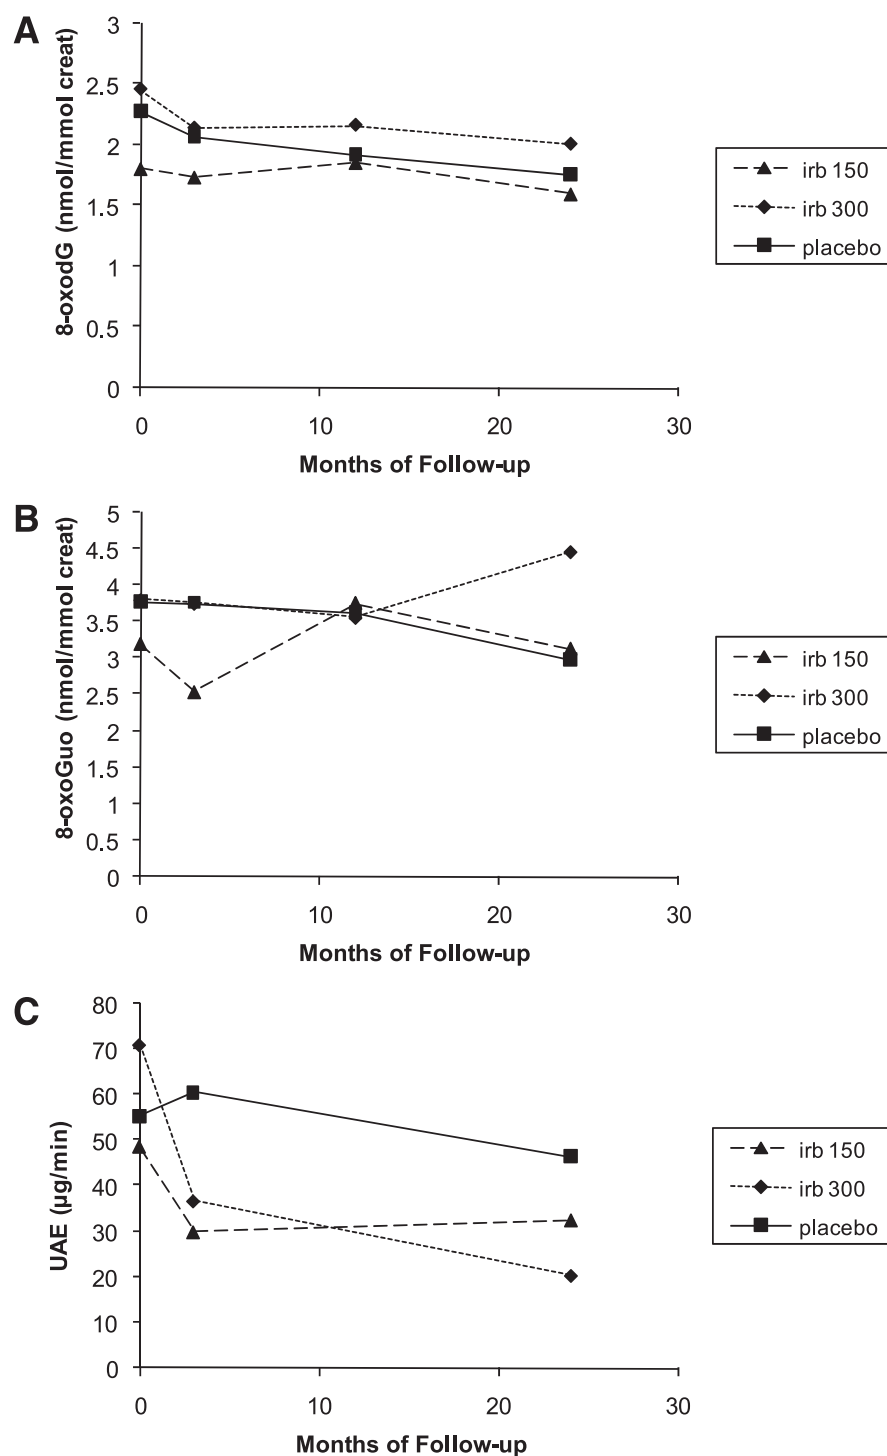 A
8-oxodG (nmol/mmol creat)
3
2.5
2
1.5
1
0.5
0
0 10 20 30
Months of Follow-up
irb 150
irb 300
placebo
B
8-oxoGuo (nmol/mmol creat)
5
4.5
4
3.5
3
2.5
2
1.5
1
0.5
0
0 10 20 30
Months of Follow-up
irb 150
irb 300
placebo
C
UAE (µg/min)
80
70
60
50
40
30
20
10
0
0 10 20 30
Months of Follow-up
irb 150
irb 300
placebo